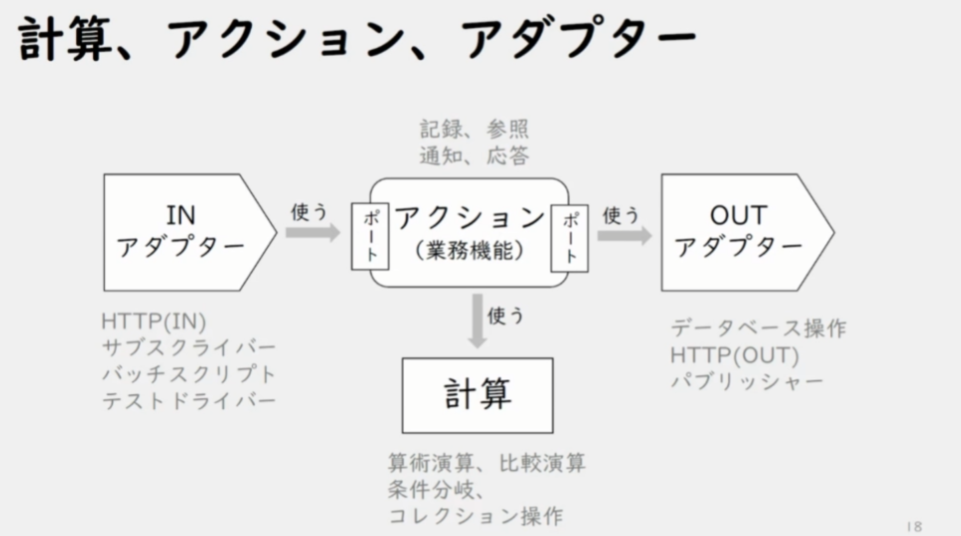 計算、アクション、アダプター
記録、参照
通知、応答
IN
アダプター
使う
ポート
アクション
（業務機能）
ポート
使う
OUT
アダプター
HTTP(IN)
サブスクライバー
バッチスクリプト
テストドライバー
使う
データベース操作
HTTP(OUT)
パブリッシャー
計算
算術演算、比較演算
条件分岐、
コレクション操作
18